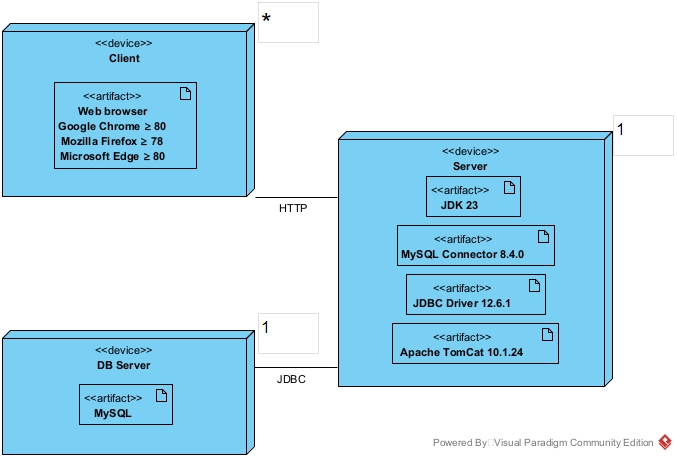 *
<<device>>
Client
<<artifact>>
Web browser
Google Chrome ≥ 80
Mozilla Firefox ≥ 78
Microsoft Edge ≥ 80
HTTP
1
<<device>>
Server
<<artifact>>
JDK 23
<<artifact>>
MySQL Connector 8.4.0
<<artifact>>
JDBC Driver 12.6.1
<<artifact>>
Apache TomCat 10.1.24
1
<<device>>
DB Server
<<artifact>>
MySQL
JDBC
Powered By Visual Paradigm Community Edition